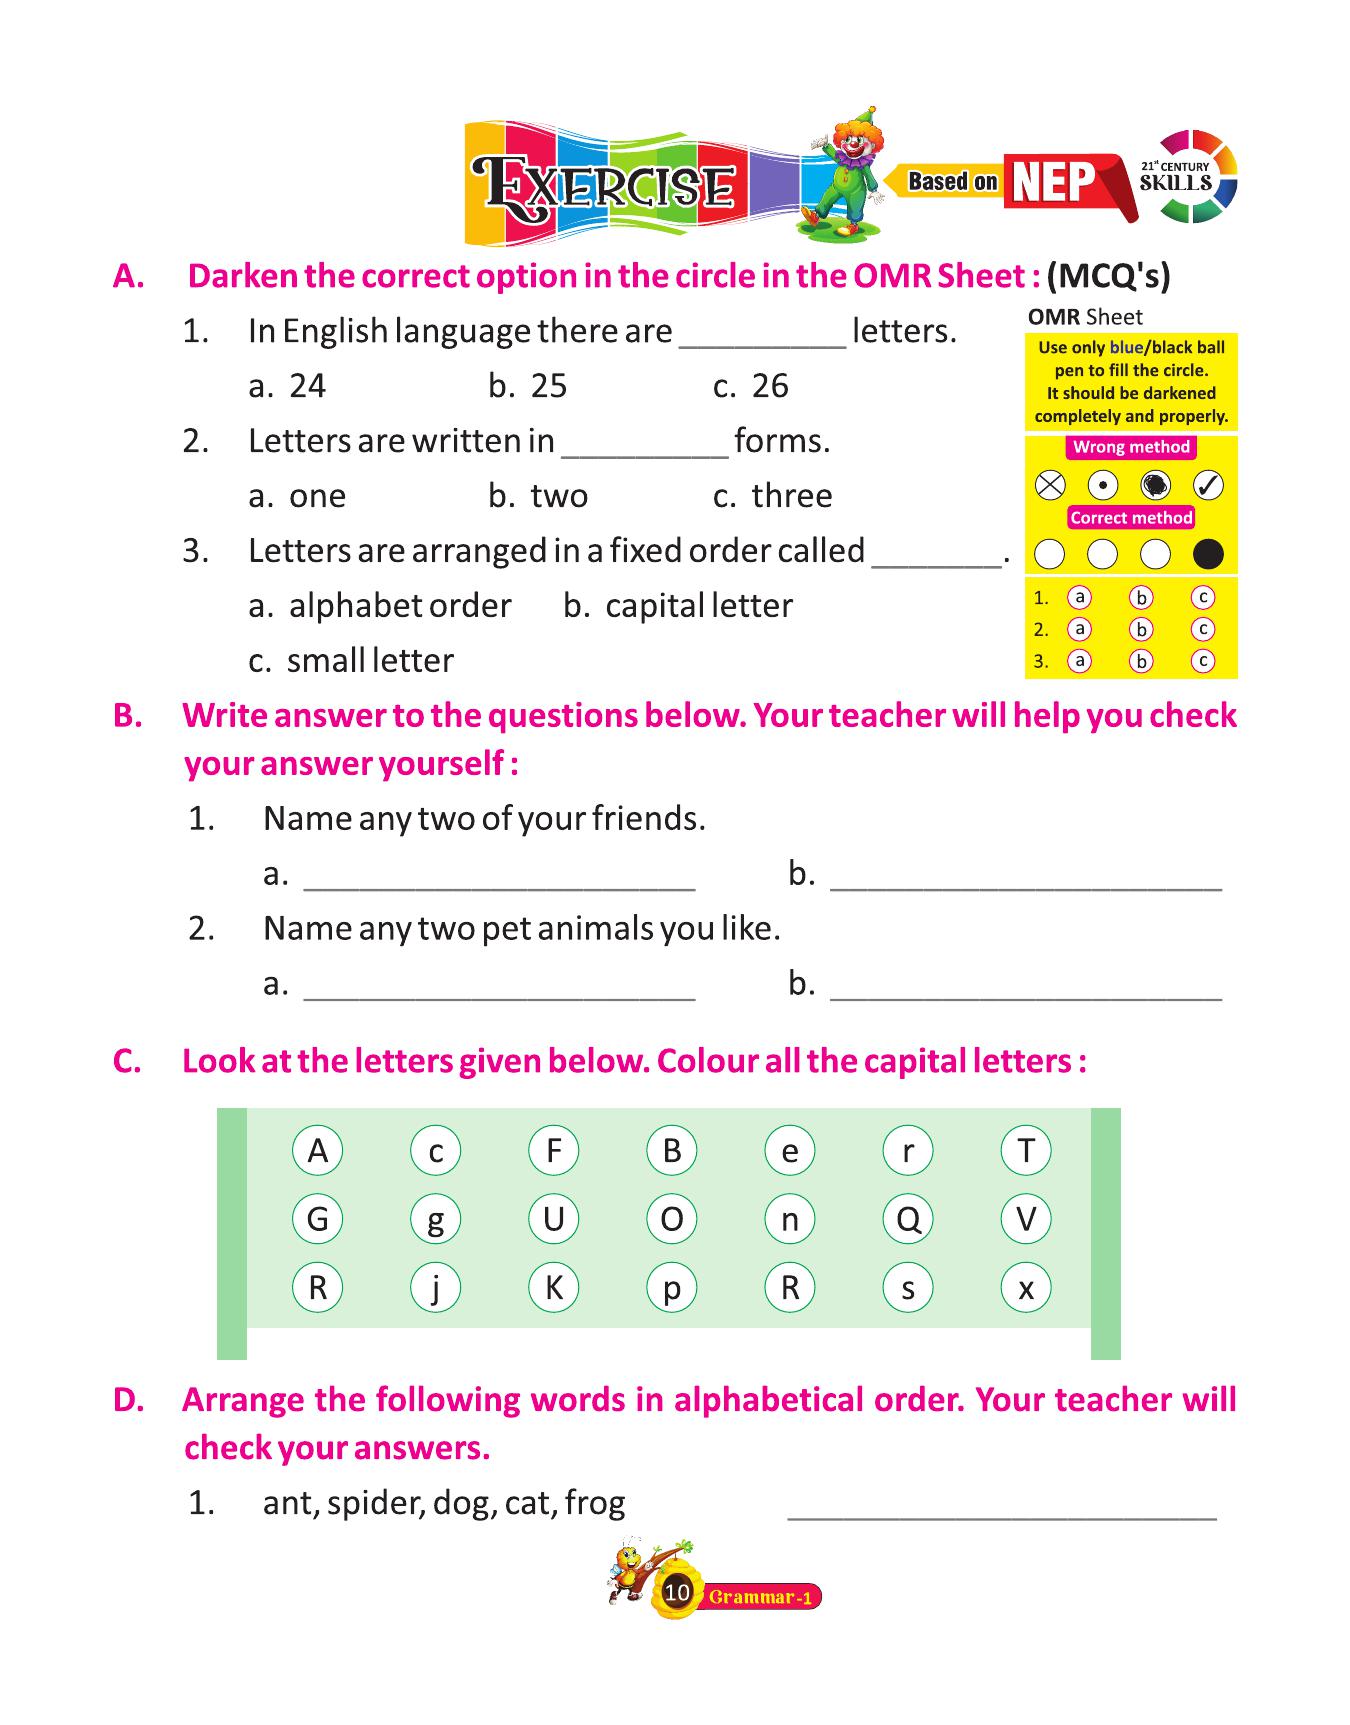 EXERCISE
Based on NEP
21st CENTURY
SKILLS
A. Darken the correct option in the circle in the OMR Sheet : (MCQ's)
1. In English language there are _________ letters.
a. 24 b. 25 c. 26
2. Letters are written in _________ forms.
a. one b. two c. three
3. Letters are arranged in a fixed order called _______.
a. alphabet order b. capital letter
c. small letter
OMR Sheet
Use only blue/black ball
pen to fill the circle.
It should be darkened
completely and properly.
Wrong method
Correct method
1. a b c
2. a b c
3. a b c
B. Write answer to the questions below. Your teacher will help you check
your answer yourself :
1. Name any two of your friends.
a. _____________________ b. _____________________
2. Name any two pet animals you like.
a. _____________________ b. _____________________
C. Look at the letters given below. Colour all the capital letters :
A c F B e r T
G g U O n Q V
R j K p R s x
D. Arrange the following words in alphabetical order. Your teacher will
check your answers.
1. ant, spider, dog, cat, frog _______________________
10 Grammar-1